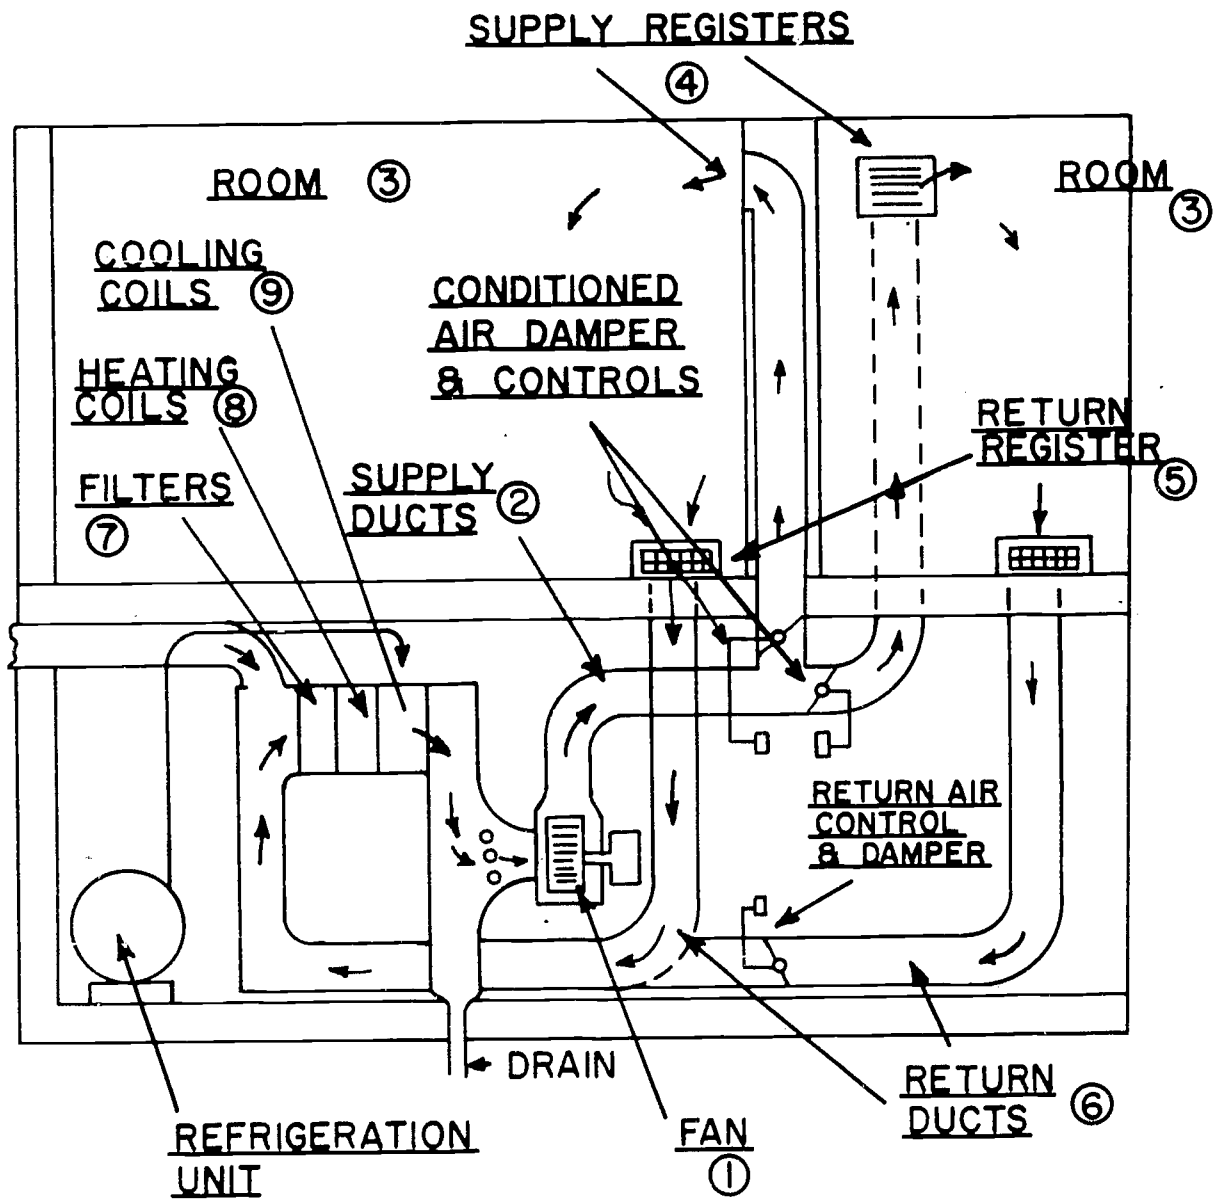 SUPPLY REGISTERS
④
ROOM ③
ROOM
③
COOLING
COILS ⑨
CONDITIONED
AIR DAMPER
& CONTROLS
HEATING
COILS ⑧
RETURN
REGISTER
⑤
FILTERS
⑦
SUPPLY
DUCTS ②
RETURN AIR
CONTROL
& DAMPER
DRAIN
RETURN
DUCTS ⑥
REFRIGERATION
UNIT
FAN
①